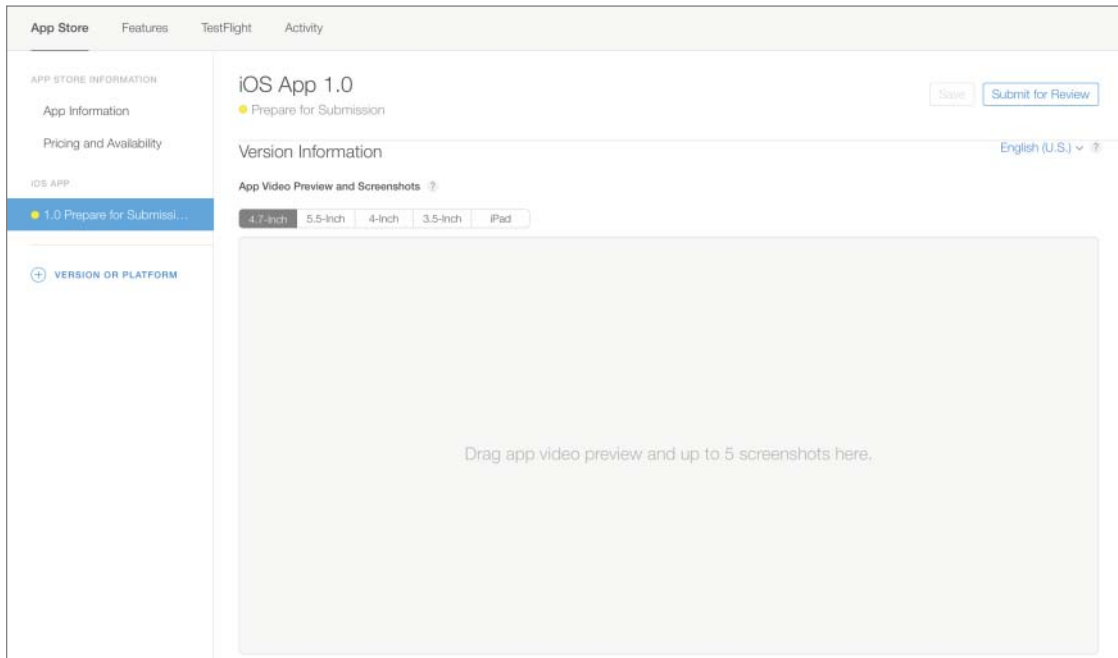 App Store Features TestFlight Activity
APP STORE INFORMATION
App Information
Pricing and Availability
iOS APP
1.0 Prepare for Submissi...
VERSION OR PLATFORM
iOS App 1.0
Prepare for Submission
Save Submit for Review
Version Information
English (U.S.) ?
App Video Preview and Screenshots ?
4.7-Inch 5.5-Inch 4-Inch 3.5-Inch iPad
Drag app video preview and up to 5 screenshots here.